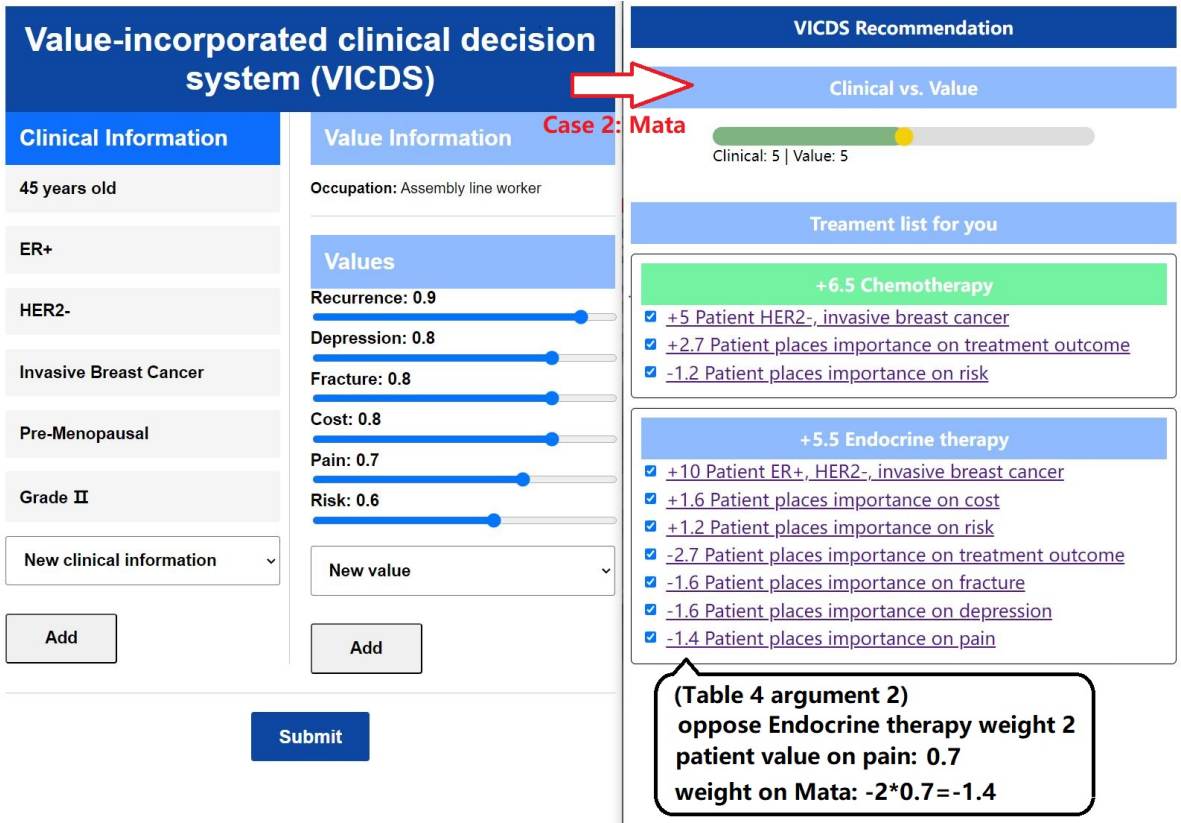 Value-incorporated clinical decision
system (VICDS)
Clinical Information
45 years old
ER+
HER2-
Invasive Breast Cancer
Pre-Menopausal
Grade II
New clinical information
Add
Value Information
Occupation: Assembly line worker
Values
Recurrence: 0.9
Depression: 0.8
Fracture: 0.8
Cost: 0.8
Pain: 0.7
Risk: 0.6
New value
Add
Submit
Case 2: Mata
VICDS Recommendation
Clinical vs. Value
Clinical: 5 | Value: 5
Treament list for you
+6.5 Chemotherapy
+5 Patient HER2-, invasive breast cancer
+2.7 Patient places importance on treatment outcome
-1.2 Patient places importance on risk
+5.5 Endocrine therapy
+10 Patient ER+, HER2-, invasive breast cancer
+1.6 Patient places importance on cost
+1.2 Patient places importance on risk
-2.7 Patient places importance on treatment outcome
-1.6 Patient places importance on fracture
-1.6 Patient places importance on depression
-1.4 Patient places importance on pain
(Table 4 argument 2)
oppose Endocrine therapy weight 2
patient value on pain: 0.7
weight on Mata: -2*0.7=-1.4